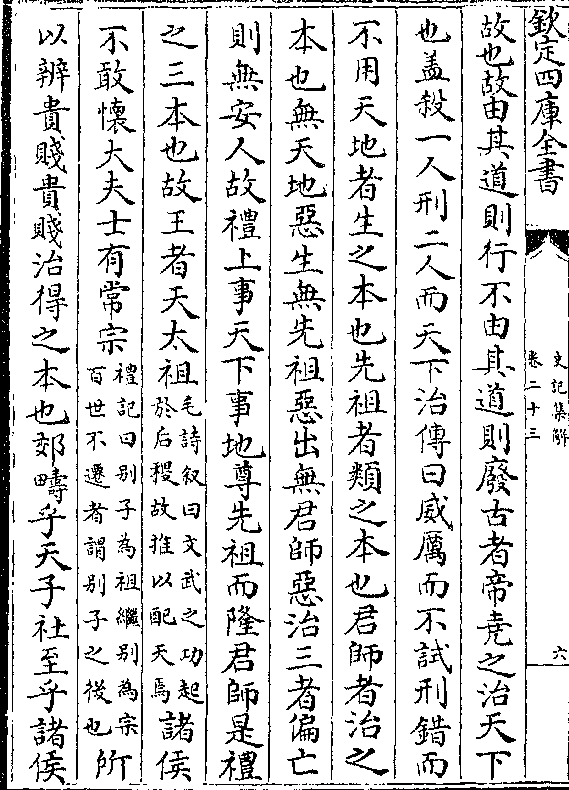 欽定四庫全書
史記集解
卷二十三
六
故也故由其道則行不由其道則廢古者帝堯之治天下
也盖殺一人刑二人而天下治傳曰威厲而不試刑錯而
不用天地者生之本也先祖者類之本也君師者治之
本也無天地惡生無先祖惡出無君師惡治三者偏亡
則無安人故禮上事天下事地尊先祖而隆君師是禮
之三本也故王者天太祖毛詩叙曰文武之功起於后稷故推以配天焉諸侯
不敢懷大夫士有常宗禮記曰别子為祖繼别為宗百世不遷者謂别子之後也所
以辨貴賤貴賤治得之本也郊疇乎天子社至乎諸侯